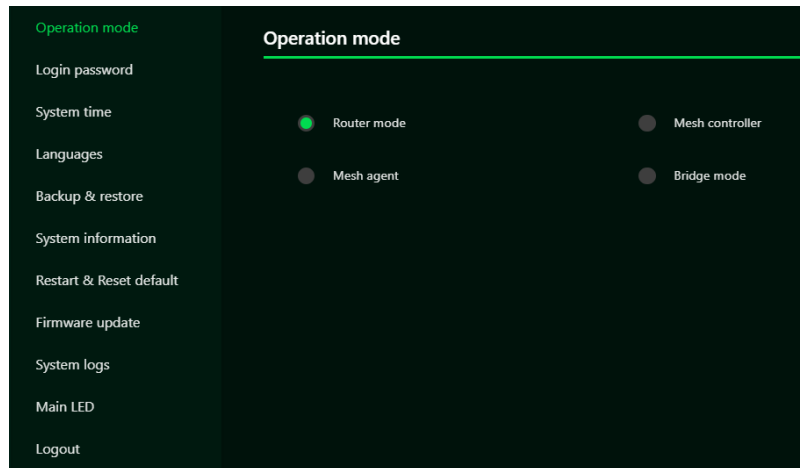 Operation mode
Login password
System time
Languages
Backup & restore
System information
Restart & Reset default
Firmware update
System logs
Main LED
Logout
Operation mode
Router mode
Mesh controller
Mesh agent
Bridge mode